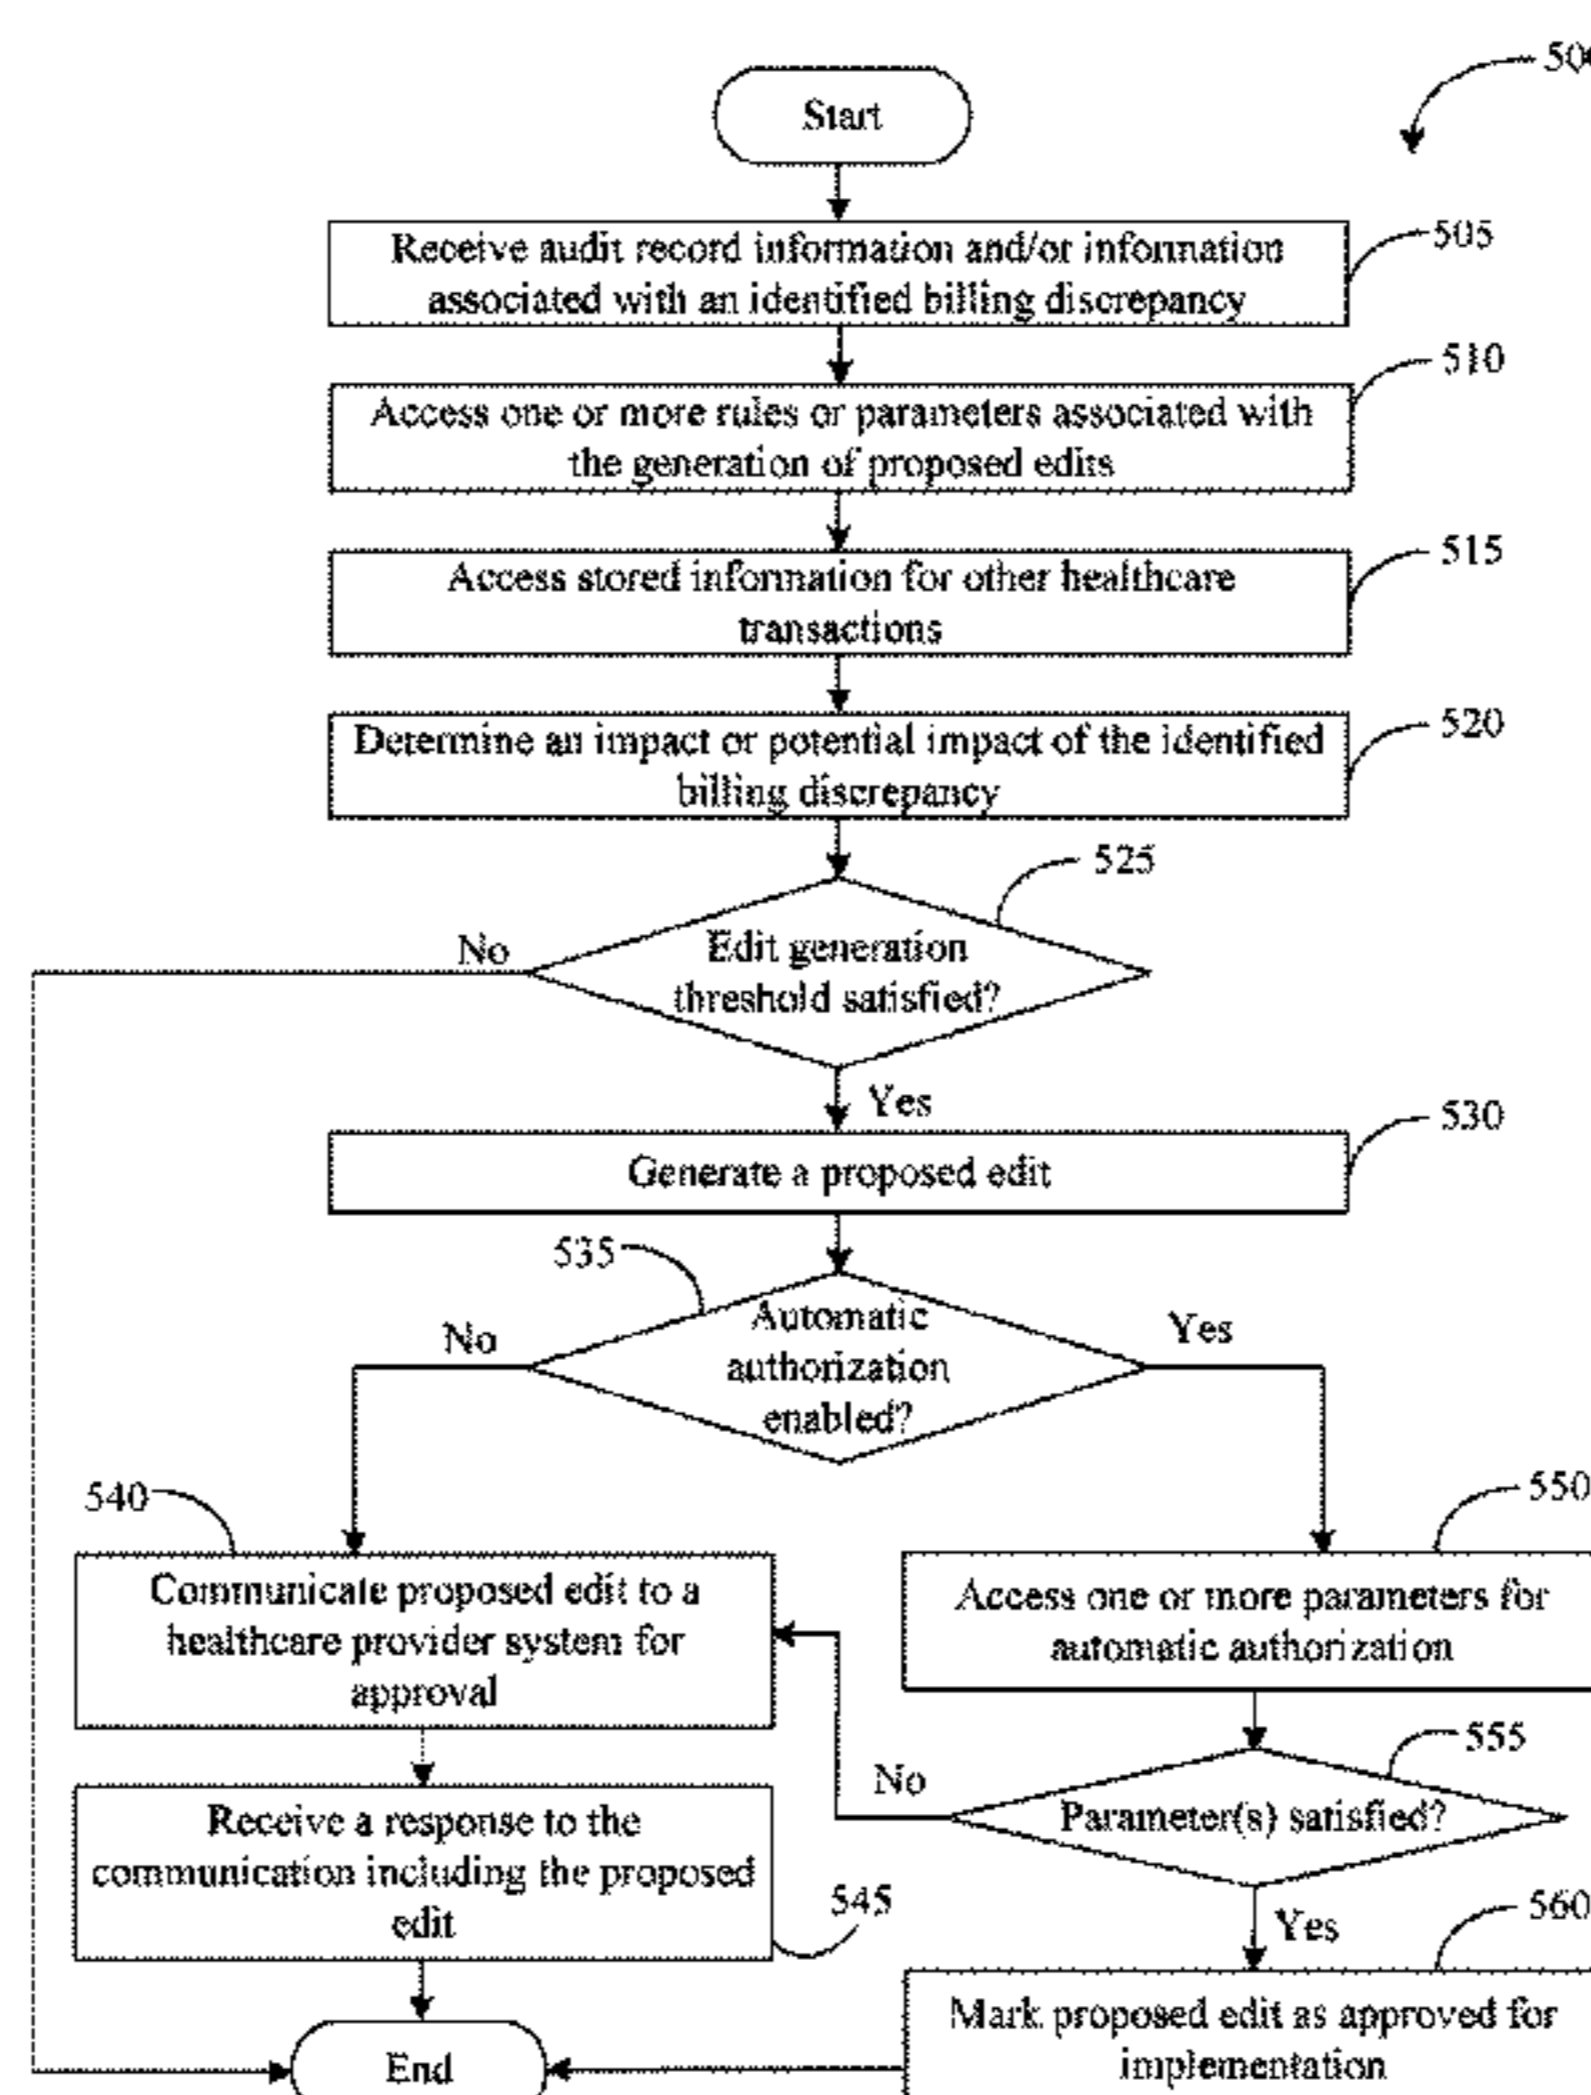 500
Start
505
Receive audit record information and/or information
associated with an identified billing discrepancy
510
Access one or more rules or parameters associated with
the generation of proposed edits
515
Access stored information for other healthcare
transactions
520
Determine an impact or potential impact of the identified
billing discrepancy
525
No
Edit generation
threshold satisfied?
Yes
530
Generate a proposed edit
535
No
Automatic
authorization
enabled?
Yes
540
Communicate proposed edit to a
healthcare provider system for
approval
550
Access one or more parameters for
automatic authorization
555
No
Parameter(s) satisfied?
Receive a response to the
communication including the proposed
edit
545
Yes
560
Mark proposed edit as approved for
implementation
End